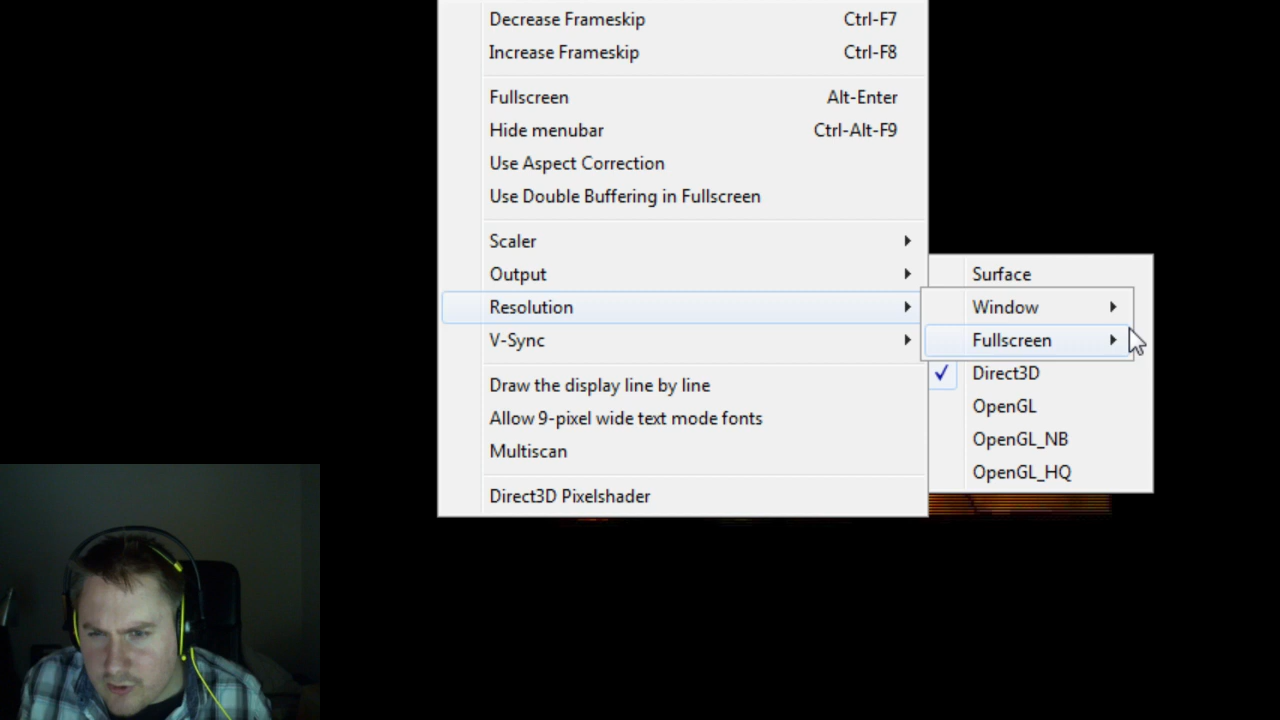 Decrease Frameskip Ctrl-F7
Increase Frameskip Ctrl-F8
Fullscreen Alt-Enter
Hide menubar Ctrl-Alt-F9
Use Aspect Correction
Use Double Buffering in Fullscreen
Scaler
Output
Resolution
V-Sync
Draw the display line by line
Allow 9-pixel wide text mode fonts
Multiscan
Direct3D Pixelshader
Surface
Window
Fullscreen
Direct3D
OpenGL
OpenGL_NB
OpenGL_HQ